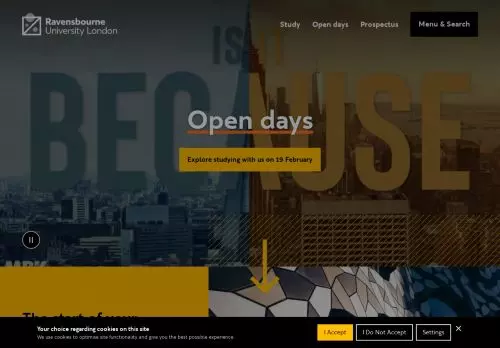 Ravensbourne
University London
Study
Open days
Prospectus
Menu & Search
IS IT
BECAUSE
Open days
Explore studying with us on 19 February
The start of your
Your choice regarding cookies on this site
We use cookies to optimise site functionality and give you the best possible experience.
I Accept
I Do Not Accept
Settings